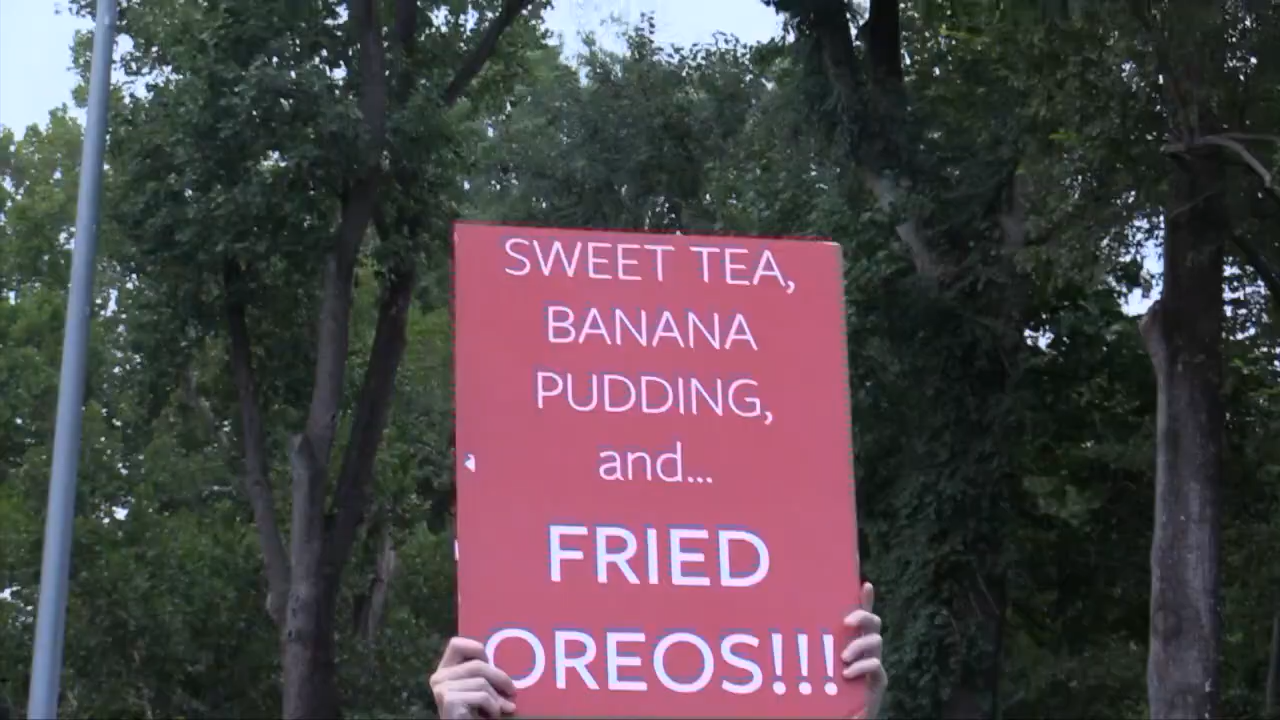 SWEET TEA,
BANANA
PUDDING,
and...
FRIED
OREOS!!!